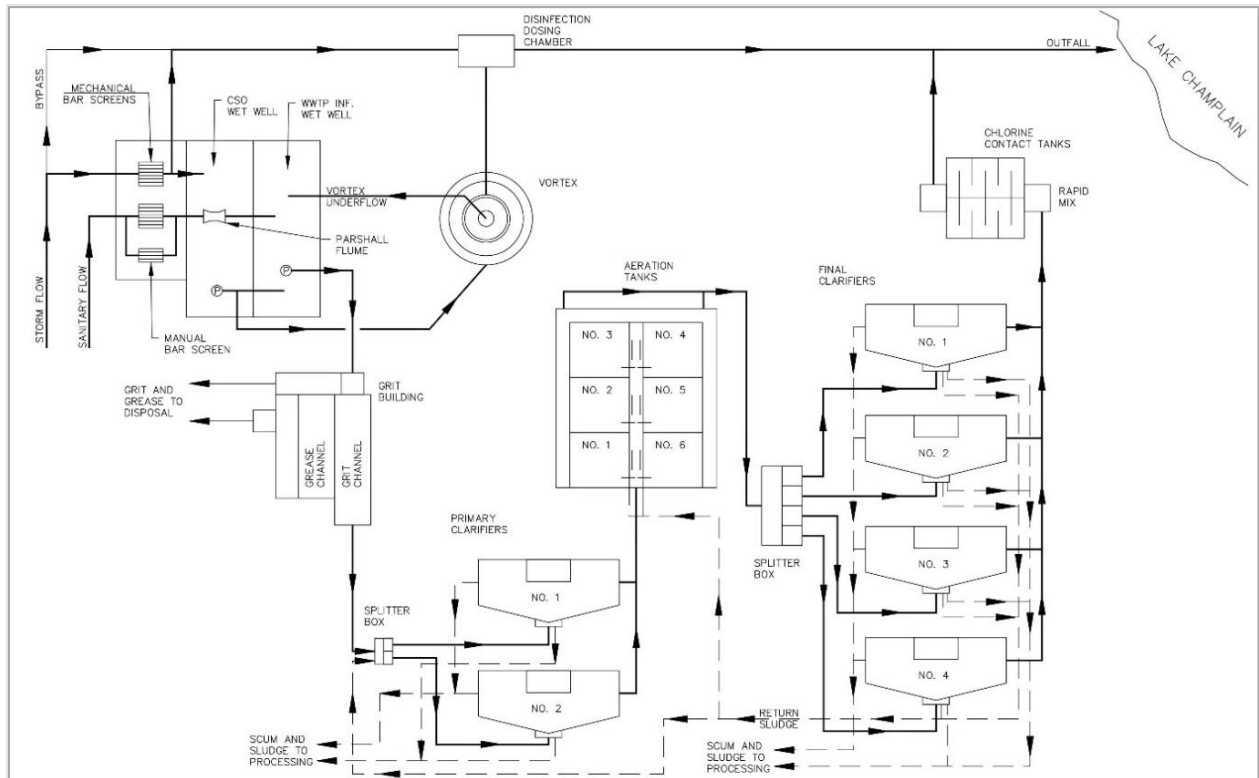 DISINFECTION
DOSING
CHAMBER
OUTFALL
LAKE CHAMPLAIN
BYPASS
MECHANICAL
BAR SCREENS
CSO
WET WELL
WWTP INF.
WET WELL
CHLORINE
CONTACT TANKS
VORTEX
VORTEX
UNDERFLOW
RAPID
MIX
PARSHALL
FLUME
AERATION
TANKS
FINAL
CLARIFIERS
P
P
STORM FLOW
SANITARY FLOW
MANUAL
BAR SCREEN
GRIT AND
GREASE TO
DISPOSAL
GRIT
BUILDING
GREASE
CHANNEL
GRIT
CHANNEL
NO. 3
NO. 4
NO. 2
NO. 5
NO. 1
NO. 6
NO. 1
NO. 2
NO. 3
NO. 4
PRIMARY
CLARIFIERS
SPLITTER
BOX
SPLITTER
BOX
NO. 1
NO. 2
RETURN
SLUDGE
SCUM AND
SLUDGE TO
PROCESSING
SCUM AND
SLUDGE TO
PROCESSING